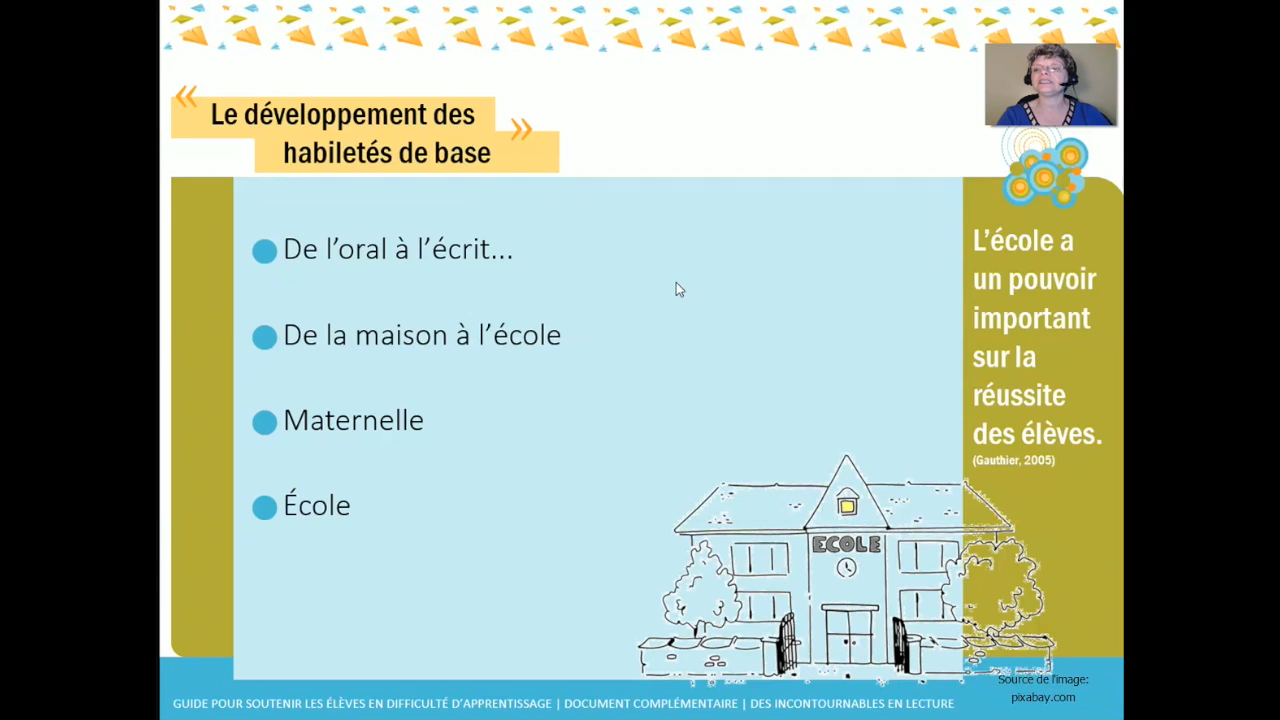 « Le développement des
habiletés de base »
De l’oral à l’écrit...
De la maison à l’école
Maternelle
École
L’école a
un pouvoir
important
sur la
réussite
des élèves.
(Gauthier, 2005)
ECOLE
Source de l'image:
pixabay.com
GUIDE POUR SOUTENIR LES ÉLÈVES EN DIFFICULTÉ D’APPRENTISSAGE | DOCUMENT COMPLÉMENTAIRE | DES INCONTOURNABLES EN LECTURE